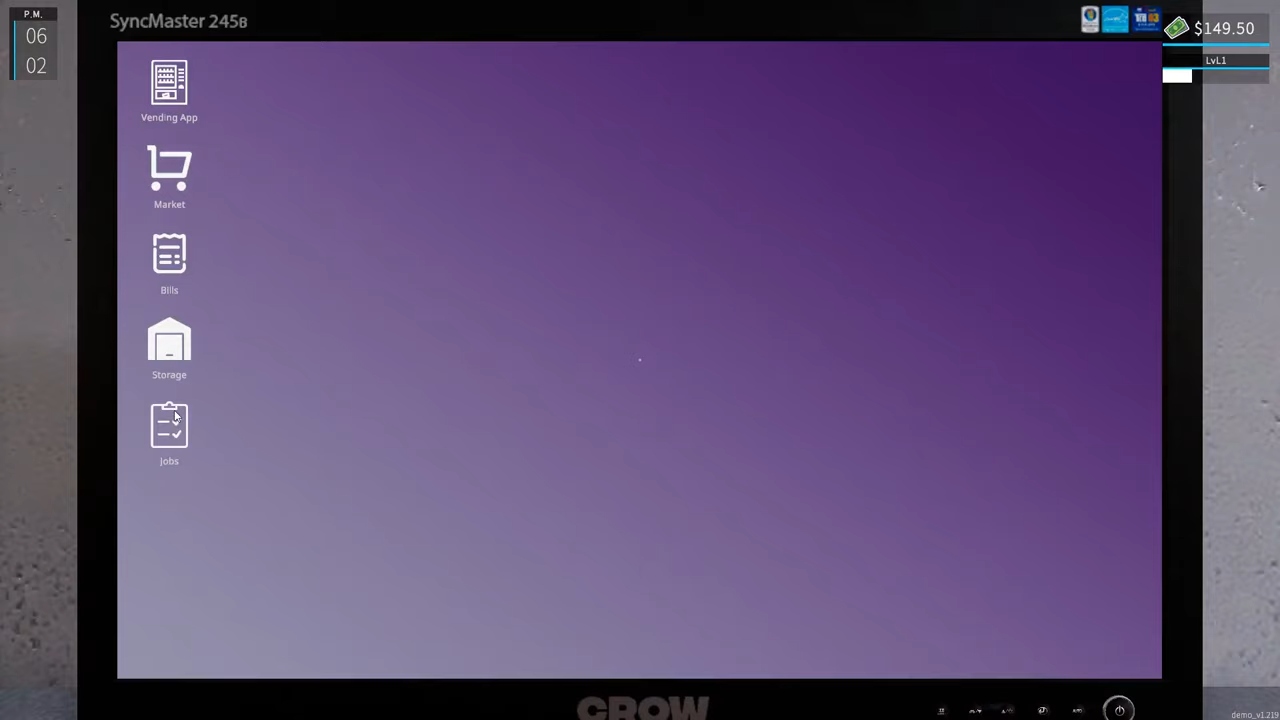 P.M.
06
02
SyncMaster 245B
$149.50
LvL1
Vending App
Market
Bills
Storage
Jobs
CROW
demo_v1.219